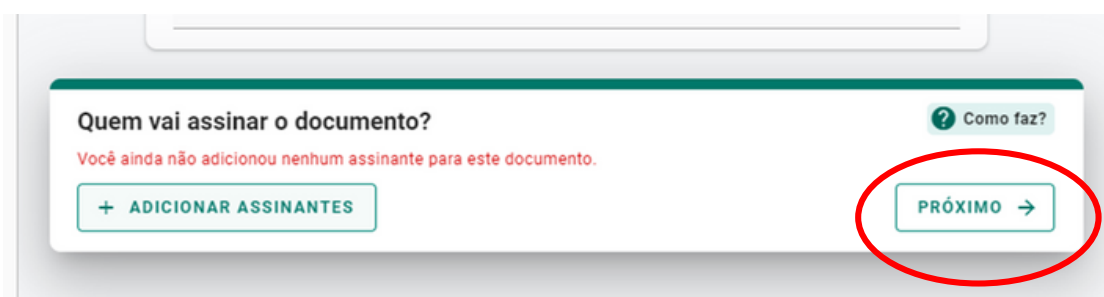 Quem vai assinar o documento?
Como faz?
Você ainda não adicionou nenhum assinante para este documento.
+ ADICIONAR ASSINANTES
PRÓXIMO →